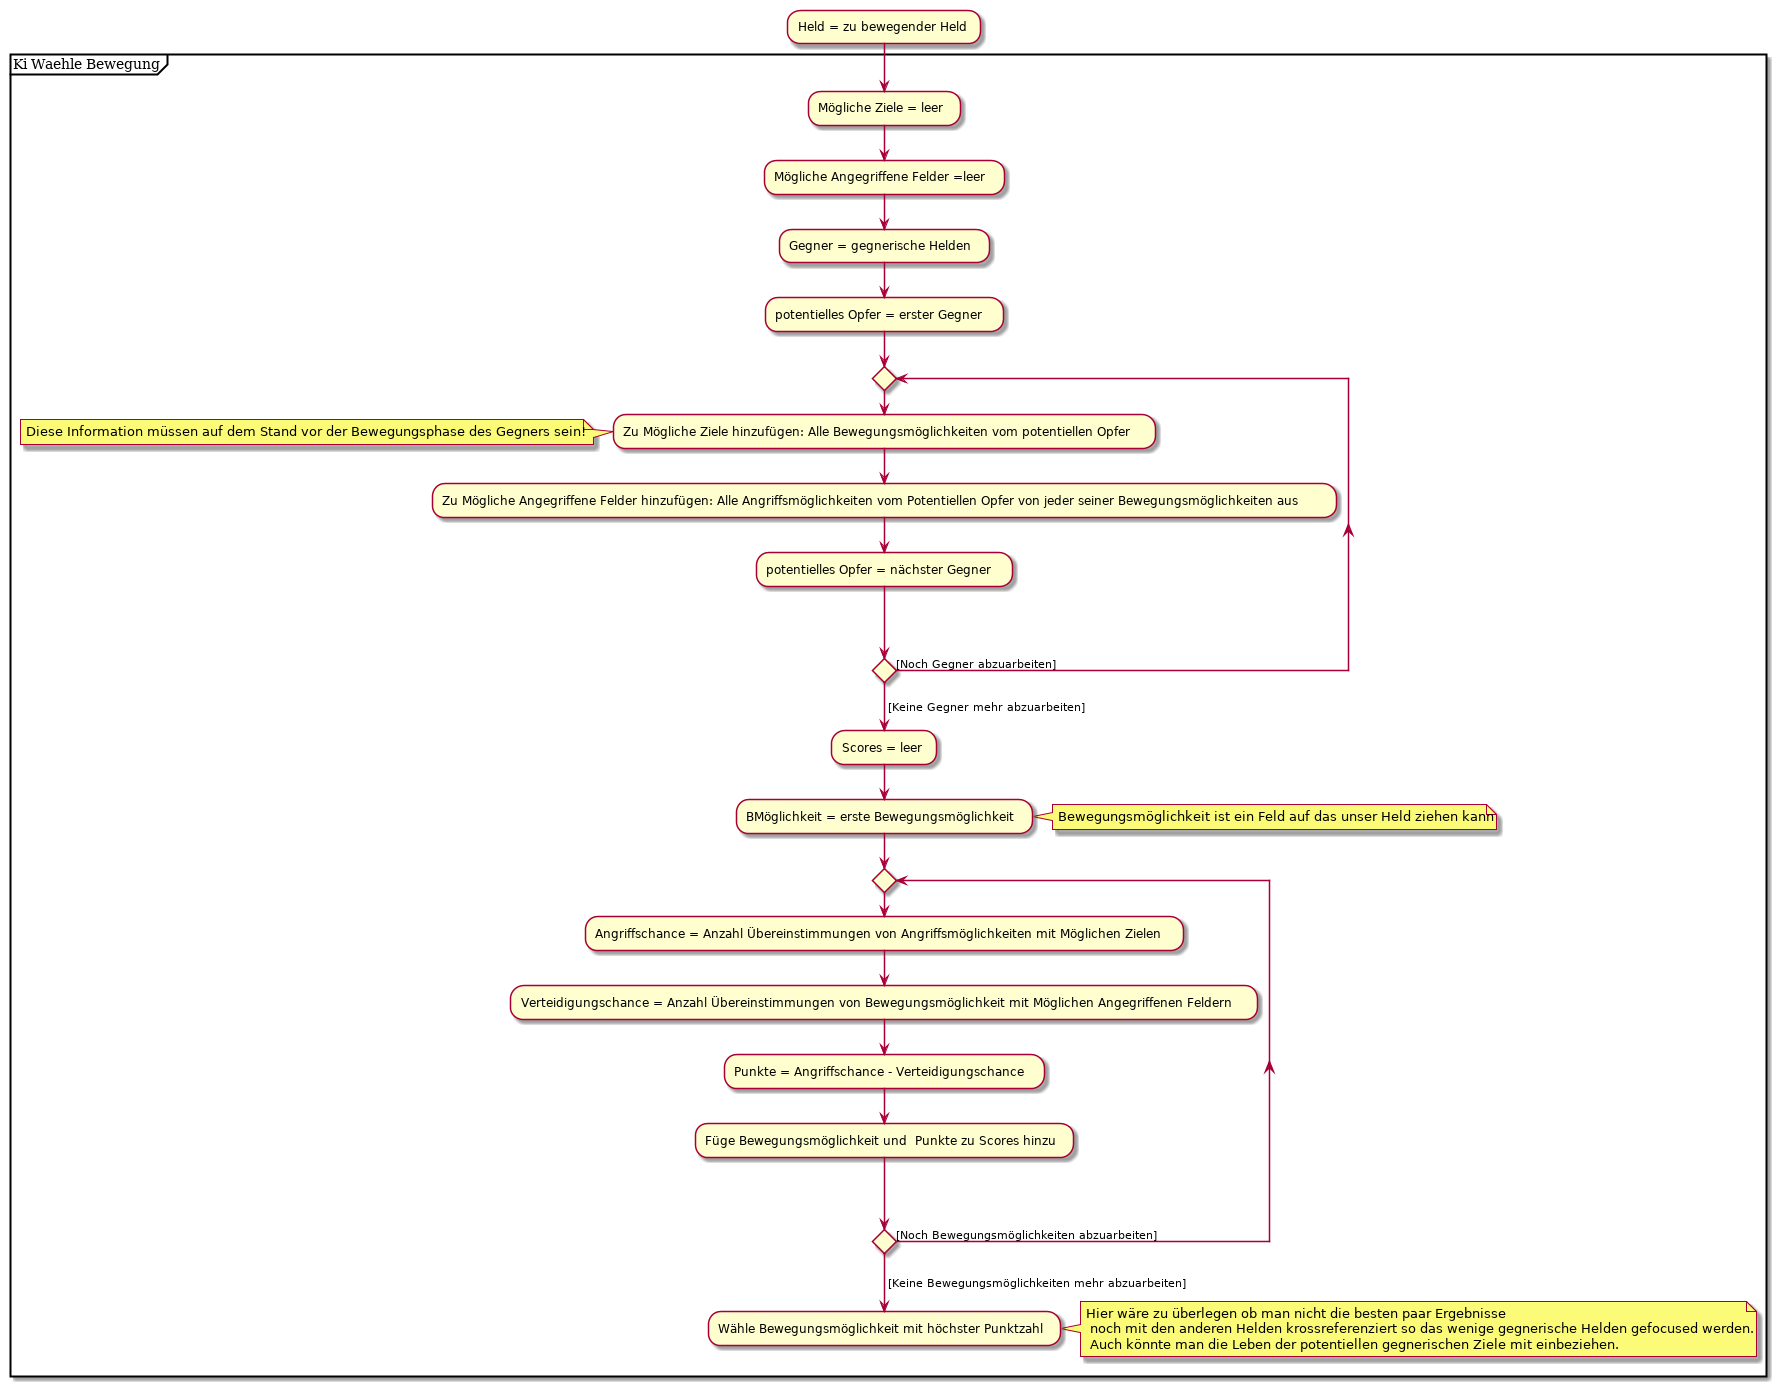 Held = zu bewegender Held
Ki Waehle Bewegung
Mögliche Ziele = leer
Mögliche Angegriffene Felder =leer
Gegner = gegnerische Helden
potentielles Opfer = erster Gegner
Diese Information müssen auf dem Stand vor der Bewegungsphase des Gegners sein!
Zu Mögliche Ziele hinzufügen: Alle Bewegungsmöglichkeiten vom potentiellen Opfer
Zu Mögliche Angegriffene Felder hinzufügen: Alle Angriffsmöglichkeiten vom Potentiellen Opfer von jeder seiner Bewegungsmöglichkeiten aus
potentielles Opfer = nächster Gegner
[Noch Gegner abzuarbeiten]
[Keine Gegner mehr abzuarbeiten]
Scores = leer
BMöglichkeit = erste Bewegungsmöglichkeit
Bewegungsmöglichkeit ist ein Feld auf das unser Held ziehen kann
Angriffschance = Anzahl Übereinstimmungen von Angriffsmöglichkeiten mit Möglichen Zielen
Verteidigungschance = Anzahl Übereinstimmungen von Bewegungsmöglichkeit mit Möglichen Angegriffenen Feldern
Punkte = Angriffschance - Verteidigungschance
Füge Bewegungsmöglichkeit und  Punkte zu Scores hinzu
[Noch Bewegungsmöglichkeiten abzuarbeiten]
[Keine Bewegungsmöglichkeiten mehr abzuarbeiten]
Wähle Bewegungsmöglichkeit mit höchster Punktzahl
Hier wäre zu überlegen ob man nicht die besten paar Ergebnisse
noch mit den anderen Helden krossreferenziert so das wenige gegnerische Helden gefocused werden.
Auch könnte man die Leben der potentiellen gegnerischen Ziele mit einbeziehen.